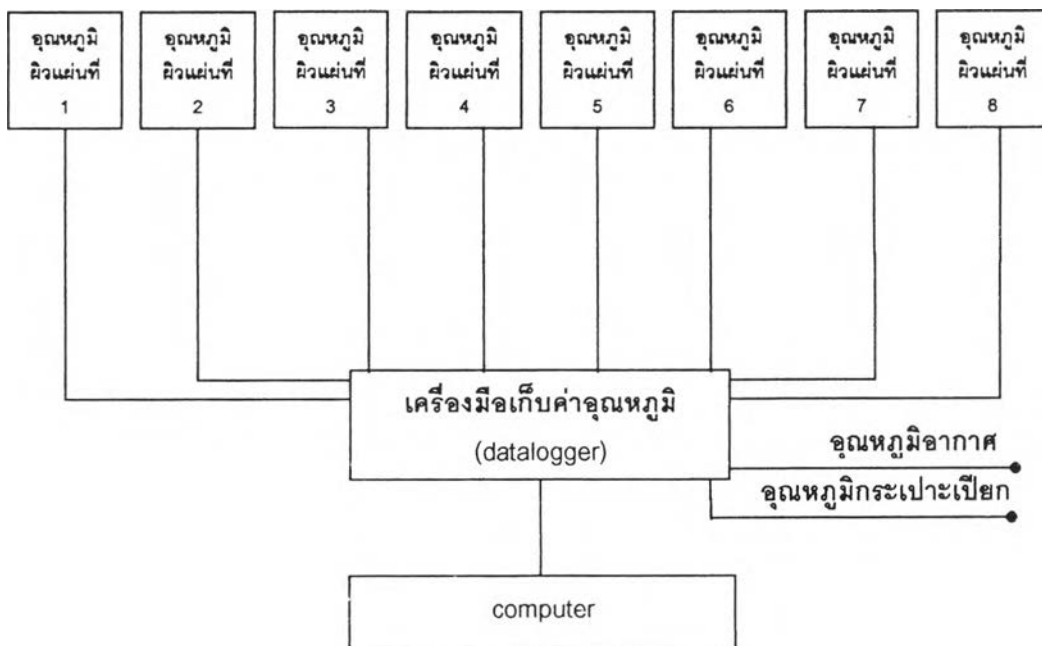 อุณหภูมิ
ผิวแผ่นที่
1
อุณหภูมิ
ผิวแผ่นที่
2
อุณหภูมิ
ผิวแผ่นที่
3
อุณหภูมิ
ผิวแผ่นที่
4
อุณหภูมิ
ผิวแผ่นที่
5
อุณหภูมิ
ผิวแผ่นที่
6
อุณหภูมิ
ผิวแผ่นที่
7
อุณหภูมิ
ผิวแผ่นที่
8
เครื่องมือเก็บค่าอุณหภูมิ
(datalogger)
อุณหภูมิอากาศ
อุณหภูมิกระเปาะเปียก
computer